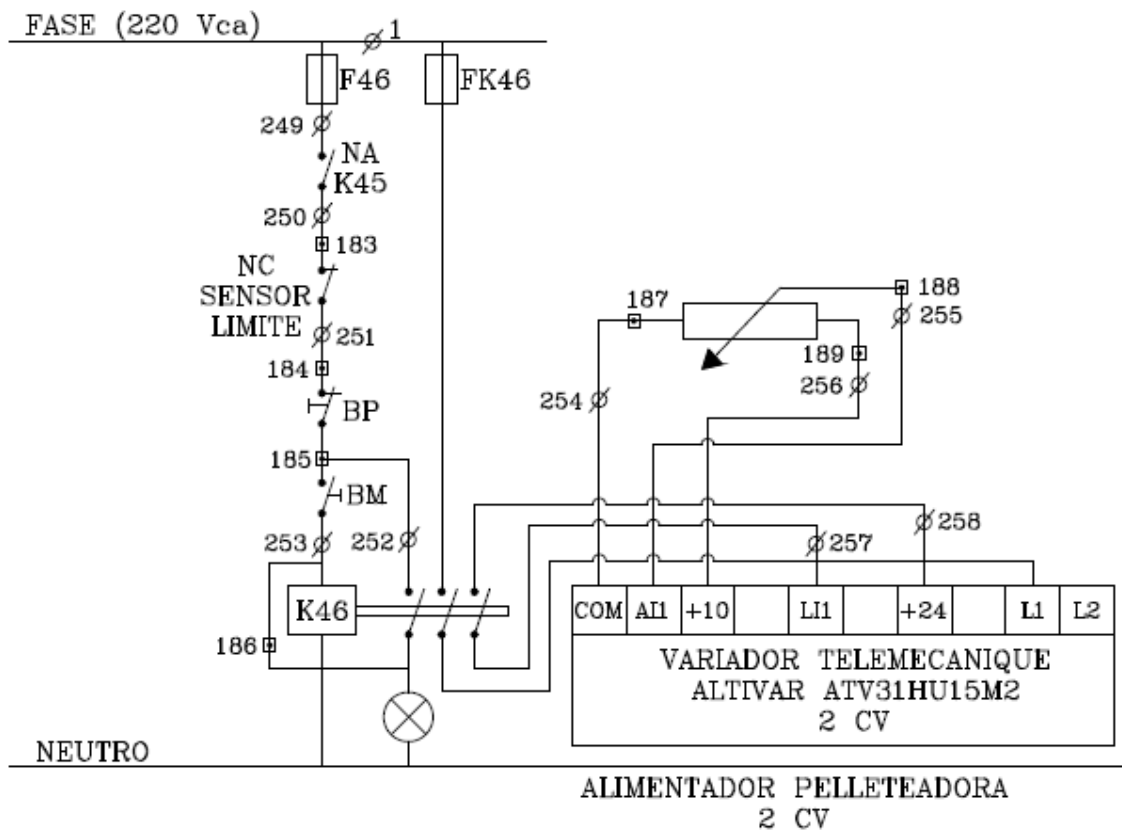 FASE (220 Vca)
1
F46
FK46
249
NA
K45
250
183
NC
SENSOR
LIMITE
251
184
BP
185
BM
253
252
K46
186
187
188
255
189
256
254
258
257
COM AI1 +10 LI1 +24 L1 L2
VARIADOR TELEMECANIQUE
ALTIVAR ATV31HU15M2
2 CV
NEUTRO
ALIMENTADOR PELLETEADORA
2 CV